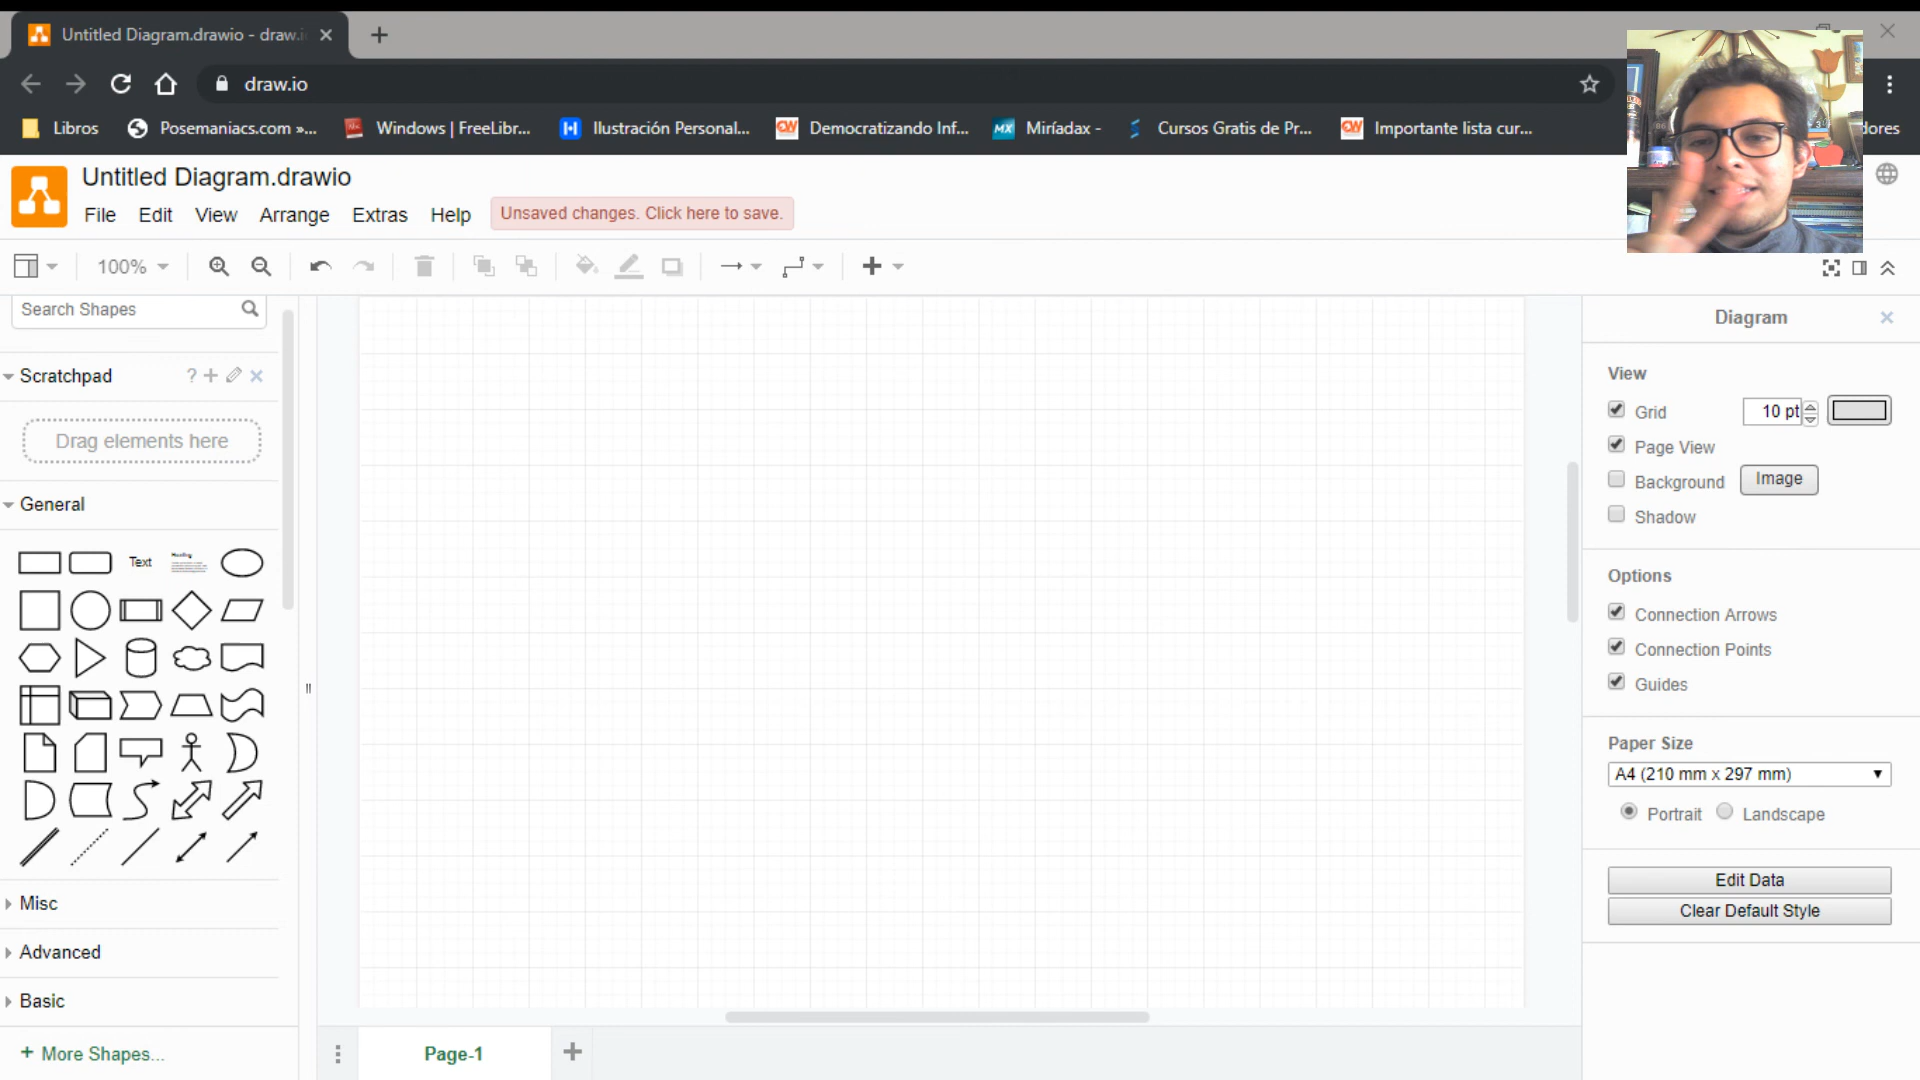 Untitled Diagram.drawio - draw.i
draw.io
Libros
Posemaniacs.com »...
Windows | FreeLibr...
Ilustración Personal...
Democratizando Inf...
Miríadax -
Cursos Gratis de Pr...
Importante lista cur...
dores
Untitled Diagram.drawio
File Edit View Arrange Extras Help
Unsaved changes. Click here to save.
100%
Search Shapes
Scratchpad
?
Drag elements here
General
Text
Heading
Misc
Advanced
Basic
+ More Shapes...
Page-1
Diagram
View
Grid 10 pt
Page View
Background Image
Shadow
Options
Connection Arrows
Connection Points
Guides
Paper Size
A4 (210 mm x 297 mm)
Portrait Landscape
Edit Data
Clear Default Style